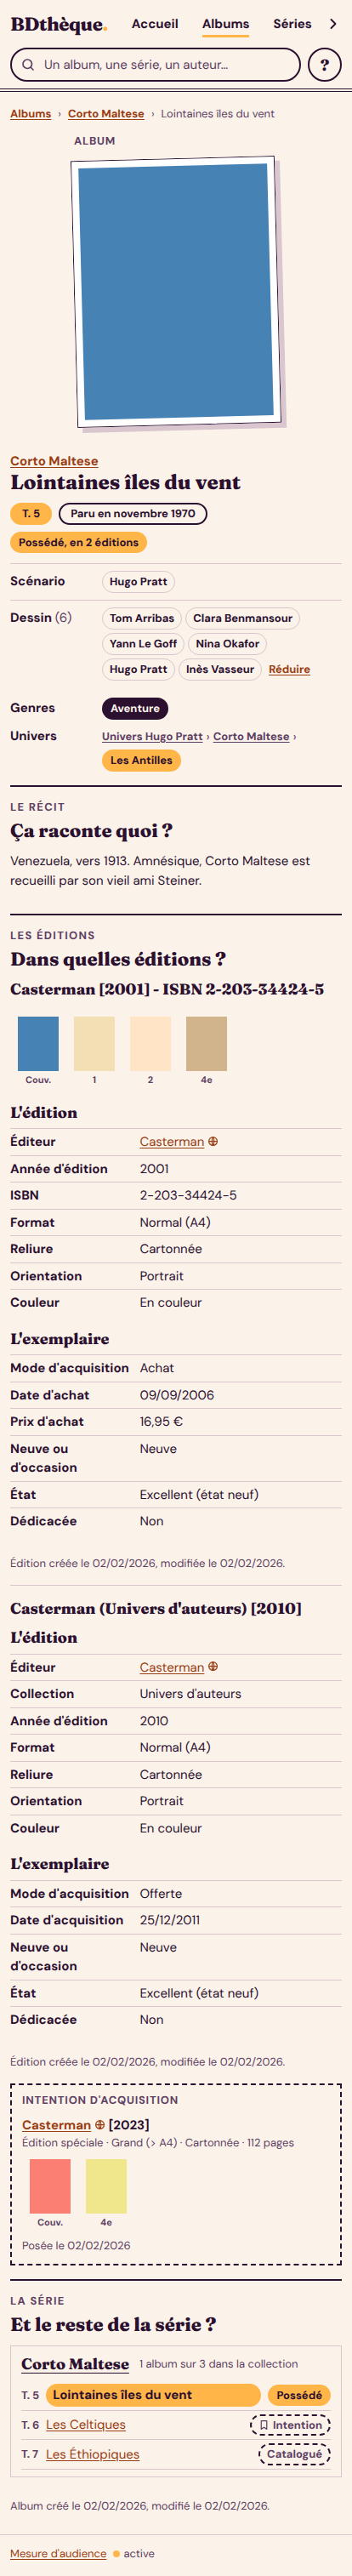 BDthèque.
Accueil Albums Séries
Un album, une série, un auteur...
?
Albums › Corto Maltese › Lointaines îles du vent
ALBUM
Corto Maltese
Lointaines îles du vent
T. 5 Paru en novembre 1970
Possédé, en 2 éditions
Scénario Hugo Pratt
Dessin (6) Tom Arribas Clara Benmansour
Yann Le Goff Nina Okafor
Hugo Pratt Inès Vasseur Réduire
Genres Aventure
Univers Univers Hugo Pratt › Corto Maltese ›
Les Antilles
LE RÉCIT
Ça raconte quoi ?
Venezuela, vers 1913. Amnésique, Corto Maltese est
recueilli par son vieil ami Steiner.
LES ÉDITIONS
Dans quelles éditions ?
Casterman [2001] - ISBN 2-203-34424-5
Couv. 1 2 4e
L'édition
Éditeur Casterman
Année d'édition 2001
ISBN 2-203-34424-5
Format Normal (A4)
Reliure Cartonnée
Orientation Portrait
Couleur En couleur
L'exemplaire
Mode d'acquisition Achat
Date d'achat 09/09/2006
Prix d'achat 16,95 €
Neuve ou Neuve
d'occasion
État Excellent (état neuf)
Dédicacée Non
Édition créée le 02/02/2026, modifiée le 02/02/2026.
Casterman (Univers d'auteurs) [2010]
L'édition
Éditeur Casterman
Collection Univers d'auteurs
Année d'édition 2010
Format Normal (A4)
Reliure Cartonnée
Orientation Portrait
Couleur En couleur
L'exemplaire
Mode d'acquisition Offerte
Date d'acquisition 25/12/2011
Neuve ou Neuve
d'occasion
État Excellent (état neuf)
Dédicacée Non
Édition créée le 02/02/2026, modifiée le 02/02/2026.
INTENTION D'ACQUISITION
Casterman [2023]
Édition spéciale · Grand (> A4) · Cartonnée · 112 pages
Couv. 4e
Posée le 02/02/2026
LA SÉRIE
Et le reste de la série ?
Corto Maltese 1 album sur 3 dans la collection
T. 5 Lointaines îles du vent Possédé
T. 6 Les Celtiques Intention
T. 7 Les Éthiopiques Catalogué
Album créé le 02/02/2026, modifié le 02/02/2026.
Mesure d'audience active